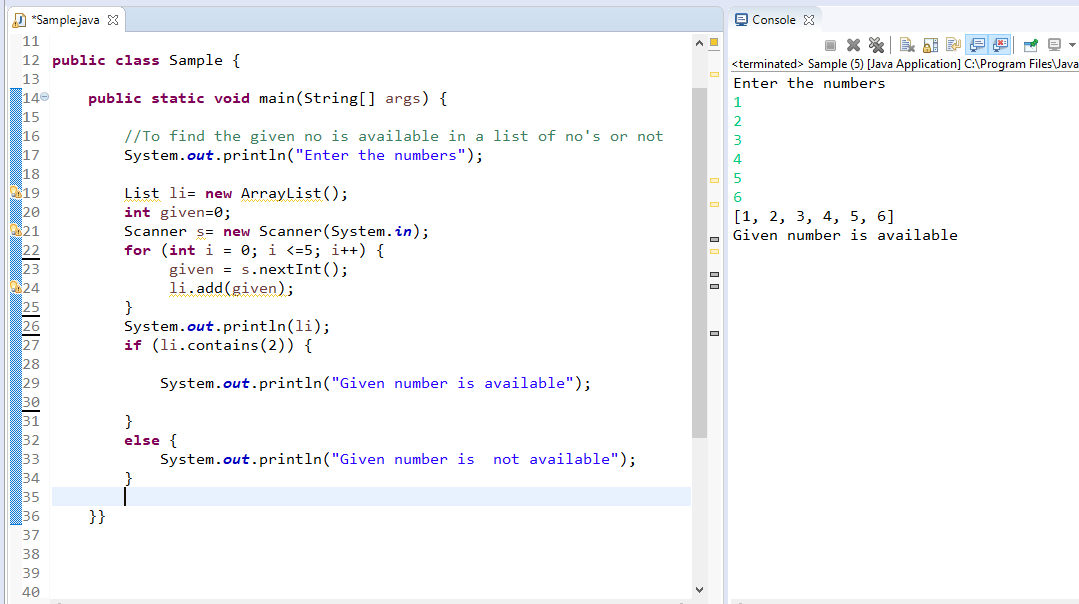 *Sample.java
11
12 public class Sample {
13
14 public static void main(String[] args) {
15
16 //To find the given no is available in a list of no's or not
17 System.out.println("Enter the numbers");
18
19 List li= new ArrayList();
20 int given=0;
21 Scanner s= new Scanner(System.in);
22 for (int i = 0; i <=5; i++) {
23 given = s.nextInt();
24 li.add(given);
25 }
26 System.out.println(li);
27 if (li.contains(2)) {
28
29 System.out.println("Given number is available");
30
31 }
32 else {
33 System.out.println("Given number is  not available");
34 }
35
36 }}
37
38
39
40
Console
<terminated> Sample (5) [Java Application] C:\Program Files\Java
Enter the numbers
1
2
3
4
5
6
[1, 2, 3, 4, 5, 6]
Given number is available